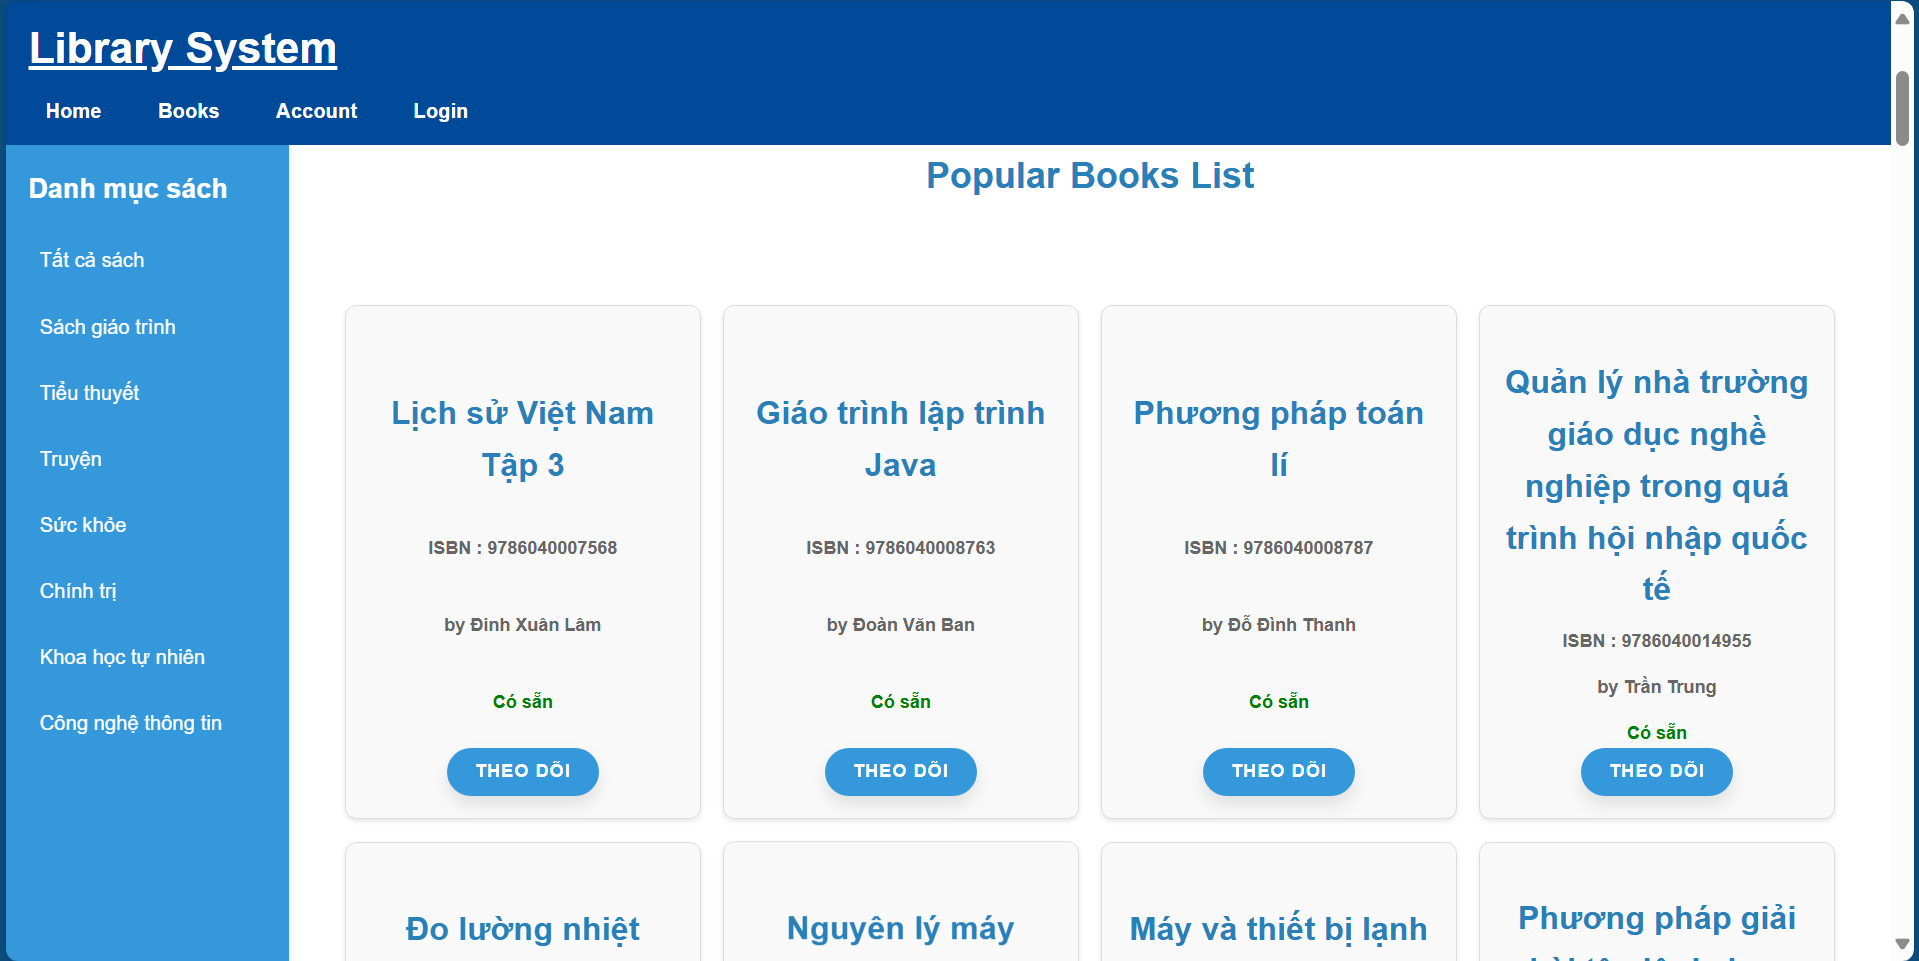 Library System
Home Books Account Login
Danh mục sách
Tất cả sách
Sách giáo trình
Tiểu thuyết
Truyện
Sức khỏe
Chính trị
Khoa học tự nhiên
Công nghệ thông tin
Popular Books List
Lịch sử Việt Nam
Tập 3
ISBN : 9786040007568
by Đinh Xuân Lâm
Có sẵn
THEO DÕI
Giáo trình lập trình
Java
ISBN : 9786040008763
by Đoàn Văn Ban
Có sẵn
THEO DÕI
Phương pháp toán
lí
ISBN : 9786040008787
by Đỗ Đình Thanh
Có sẵn
THEO DÕI
Quản lý nhà trường
giáo dục nghề
nghiệp trong quá
trình hội nhập quốc
tế
ISBN : 9786040014955
by Trần Trung
Có sẵn
THEO DÕI
Đo lường nhiệt
Nguyên lý máy
Máy và thiết bị lạnh
Phương pháp giải